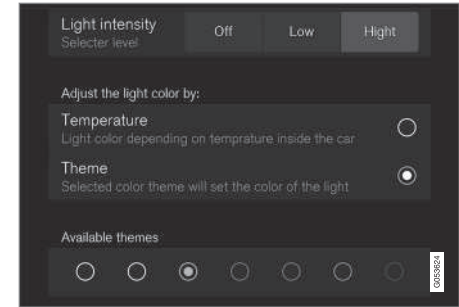 Light intensity
Selecter level
Off Low Hight
Adjust the light color by:
Temperature
Light color depending on temprature inside the car
Theme
Selected color theme will set the color of the light
Available themes
G053624